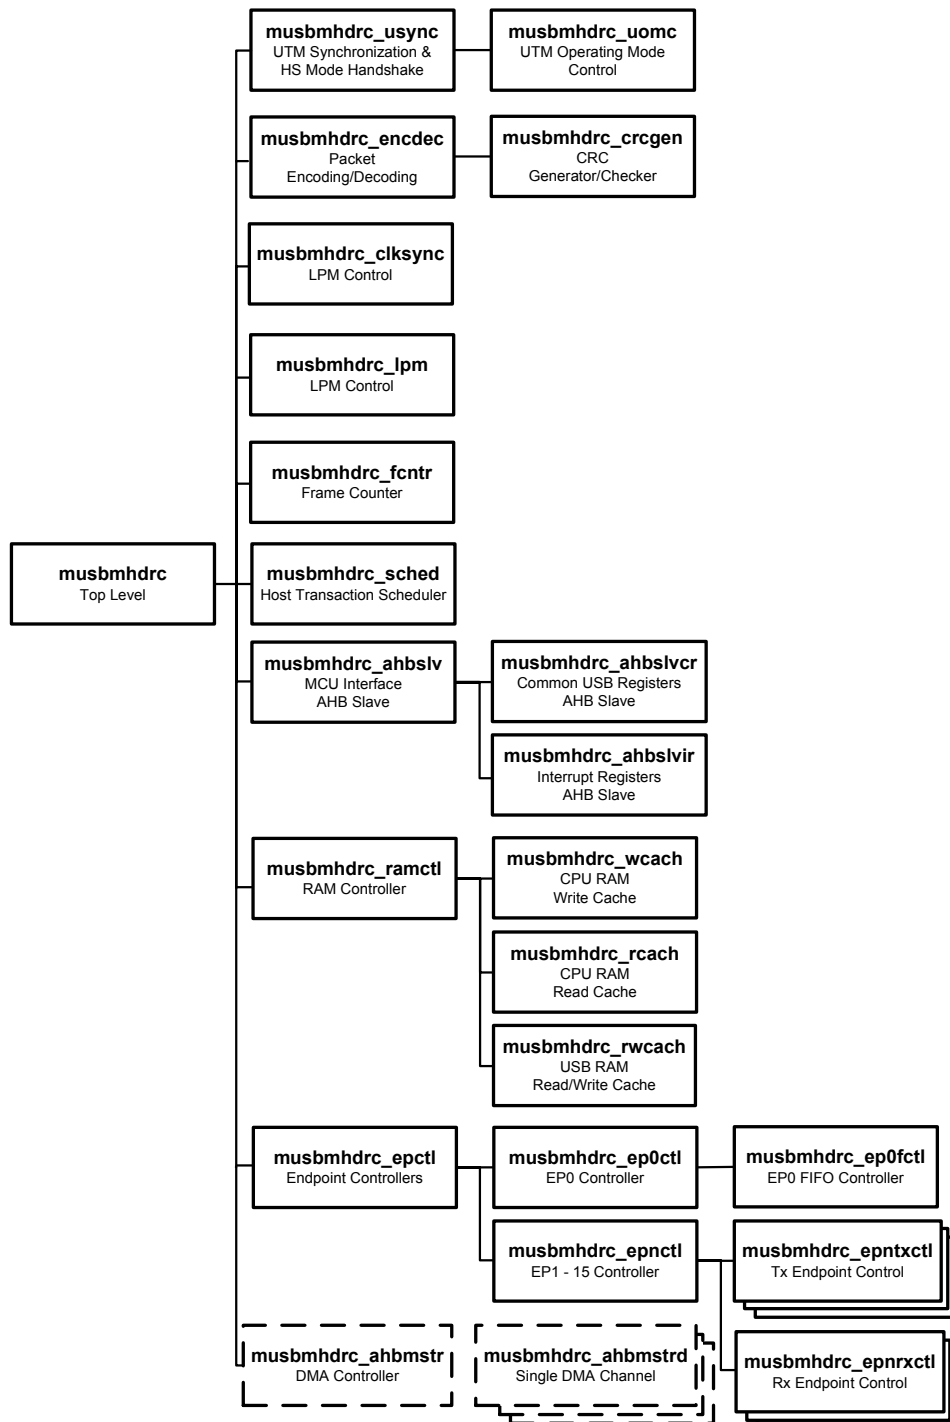 musbmhdrc_usync
UTM Synchronization &
HS Mode Handshake
musbmhdrc_uomc
UTM Operating Mode
Control
musbmhdrc_encdec
Packet
Encoding/Decoding
musbmhdrc_crcgen
CRC
Generator/Checker
musbmhdrc_clksync
LPM Control
musbmhdrc_lpm
LPM Control
musbmhdrc_fcntr
Frame Counter
musbmhdrc
Top Level
musbmhdrc_sched
Host Transaction Scheduler
musbmhdrc_ahbslv
MCU Interface
AHB Slave
musbmhdrc_ahbslvcr
Common USB Registers
AHB Slave
musbmhdrc_ahbslvir
Interrupt Registers
AHB Slave
musbmhdrc_ramctl
RAM Controller
musbmhdrc_wcach
CPU RAM
Write Cache
musbmhdrc_rcach
CPU RAM
Read Cache
musbmhdrc_rwcach
USB RAM
Read/Write Cache
musbmhdrc_epctl
Endpoint Controllers
musbmhdrc_ep0ctl
EP0 Controller
musbmhdrc_ep0fctl
EP0 FIFO Controller
musbmhdrc_epnctl
EP1 - 15 Controller
musbmhdrc_epntxctl
Tx Endpoint Control
musbmhdrc_ahbmstr
DMA Controller
musbmhdrc_ahbmstrd
Single DMA Channel
musbmhdrc_epnrxctl
Rx Endpoint Control